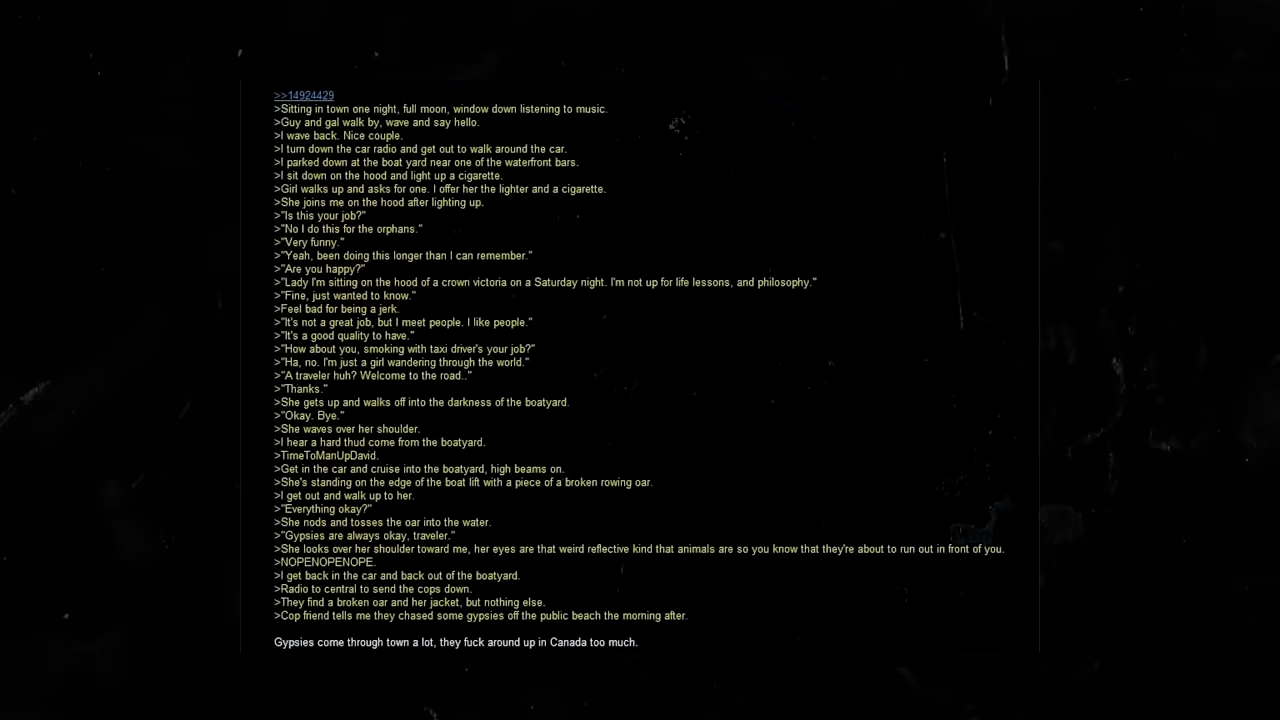 >>14924429
>Sitting in town one night, full moon, window down listening to music.
>Guy and gal walk by, wave and say hello.
>I wave back. Nice couple.
>I turn down the car radio and get out to walk around the car.
>I parked down at the boat yard near one of the waterfront bars.
>I sit down on the hood and light up a cigarette.
>Girl walks up and asks for one. I offer her the lighter and a cigarette.
>She joins me on the hood after lighting up.
>"Is this your job?"
>"No I do this for the orphans."
>"Very funny."
>"Yeah, been doing this longer than I can remember."
>"Are you happy?"
>"Lady I'm sitting on the hood of a crown victoria on a Saturday night. I'm not up for life lessons, and philosophy."
>"Fine, just wanted to know."
>Feel bad for being a jerk.
>"It's not a great job, but I meet people. I like people."
>"It's a good quality to have."
>"How about you, smoking with taxi driver's your job?"
>"Ha, no. I'm just a girl wandering through the world."
>"A traveler huh? Welcome to the road.."
>"Thanks."
>She gets up and walks off into the darkness of the boatyard.
>"Okay. Bye."
>She waves over her shoulder.
>I hear a hard thud come from the boatyard.
>TimeToManUpDavid.
>Get in the car and cruise into the boatyard, high beams on.
>She's standing on the edge of the boat lift with a piece of a broken rowing oar.
>I get out and walk up to her.
>"Everything okay?"
>She nods and tosses the oar into the water.
>"Gypsies are always okay, traveler."
>She looks over her shoulder toward me, her eyes are that weird reflective kind that animals are so you know that they're about to run out in front of you.
>NOPENOPENOPE.
>I get back in the car and back out of the boatyard.
>Radio to central to send the cops down.
>They find a broken oar and her jacket, but nothing else.
>Cop friend tells me they chased some gypsies off the public beach the morning after.
Gypsies come through town a lot, they fuck around up in Canada too much.